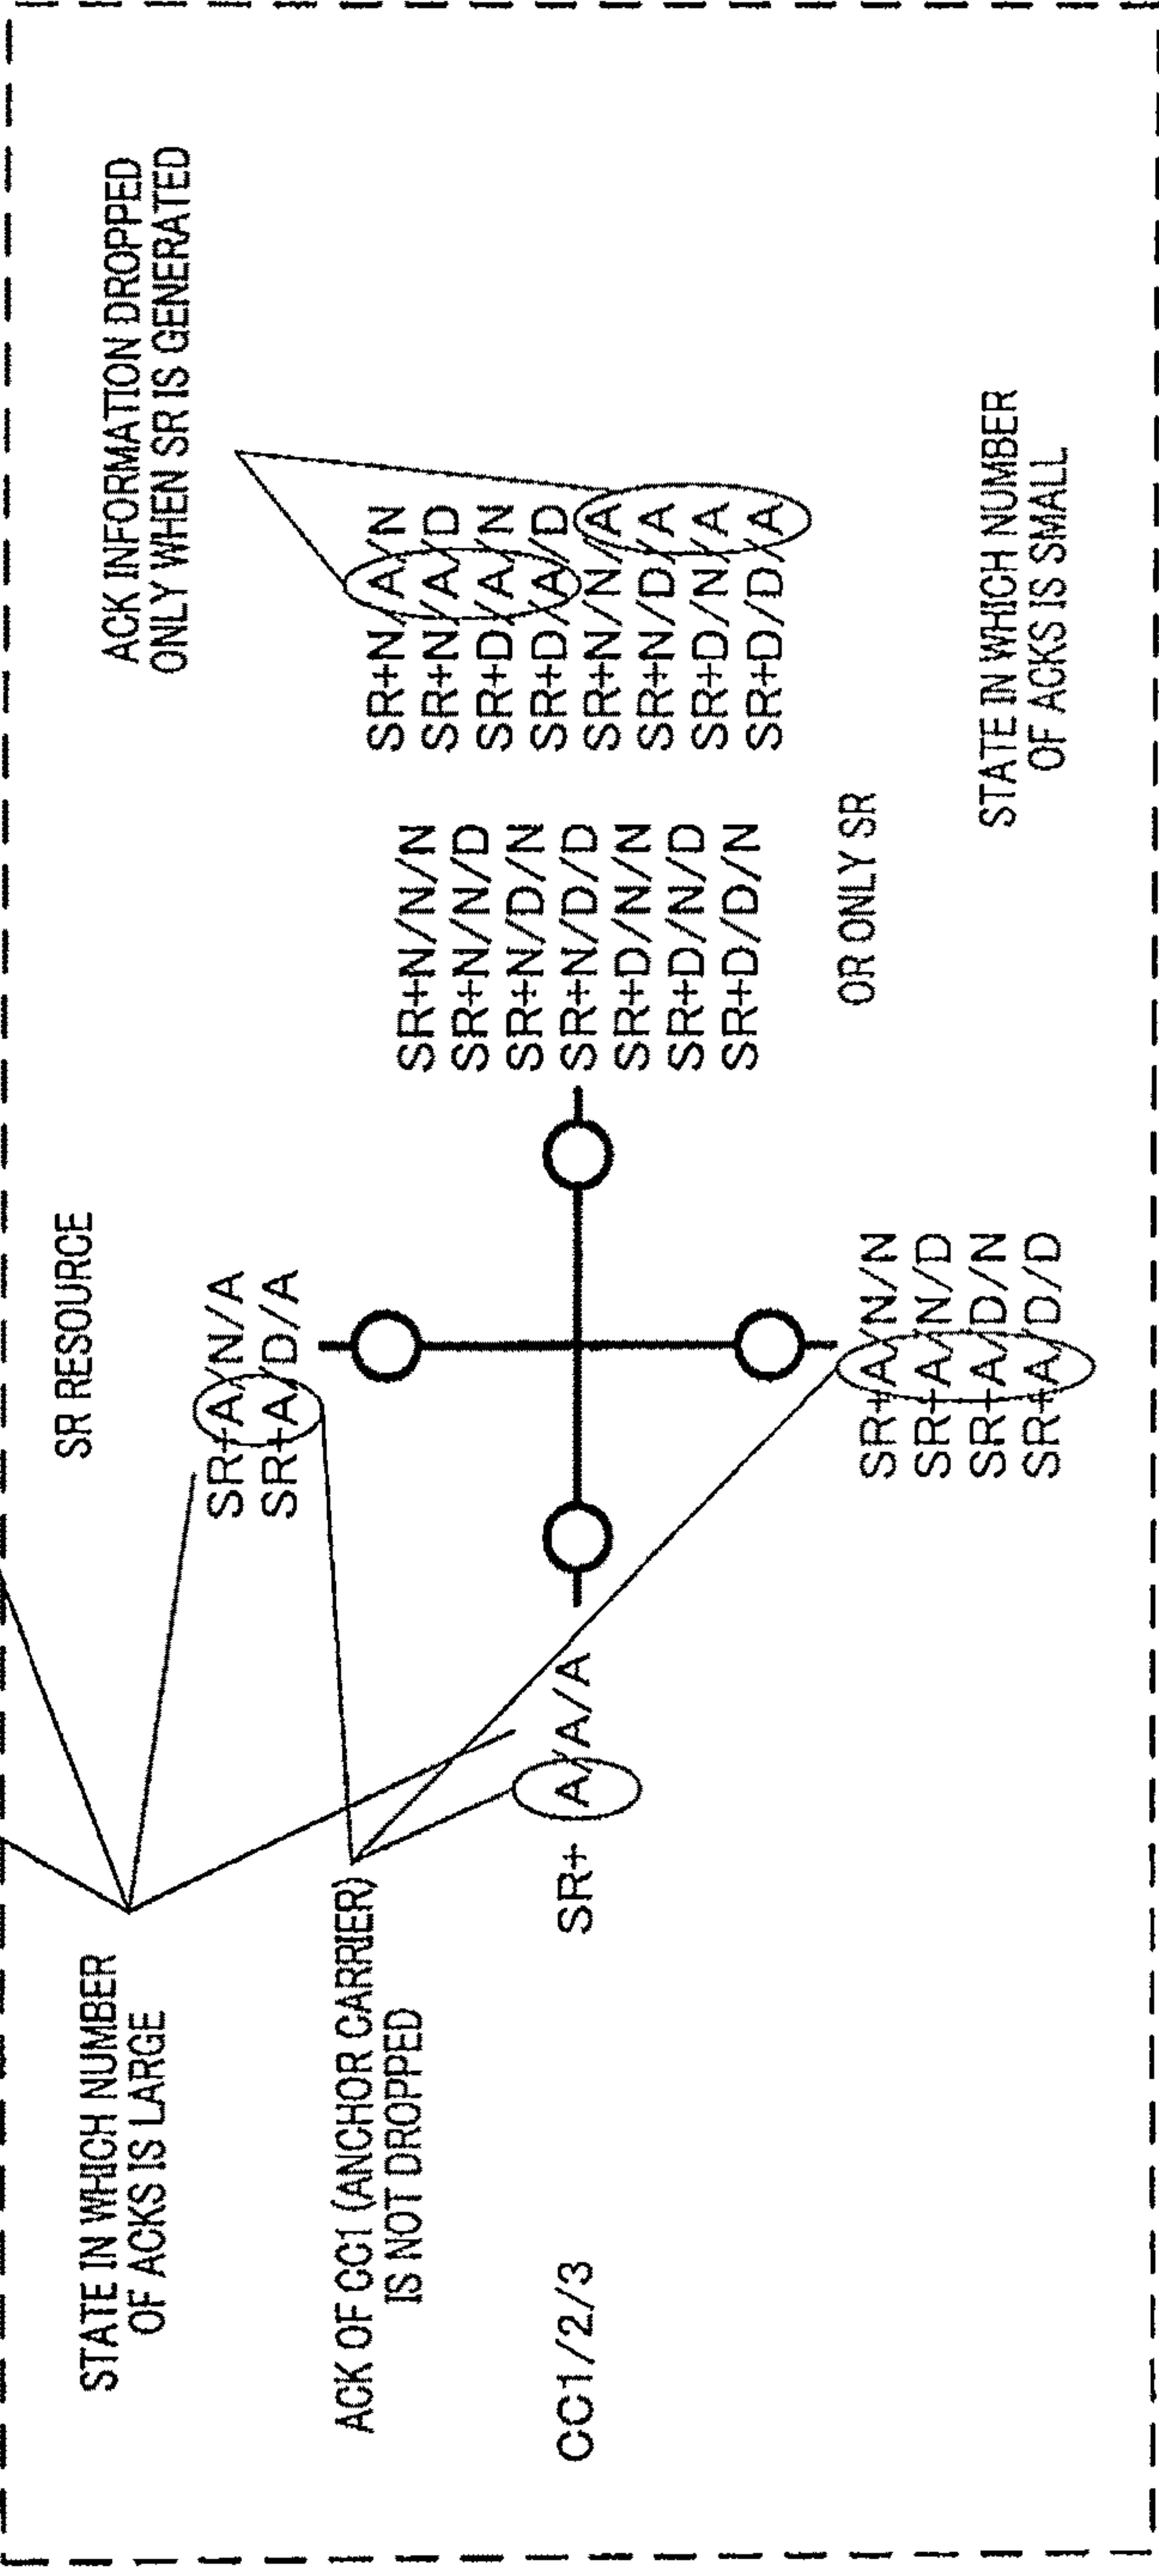 STATE IN WHICH NUMBER
OF ACKS IS LARGE
SR RESOURCE
ACK INFORMATION DROPPED
ONLY WHEN SR IS GENERATED
SR+A/N/A
SR+A/D/A
ACK OF CC1 (ANCHOR CARRIER)
IS NOT DROPPED
CC1/2/3
SR+ A/A/A
SR+N/N/N
SR+N/N/D
SR+N/D/N
SR+N/D/D
SR+D/N/N
SR+D/N/D
SR+D/D/N
OR ONLY SR
SR+N/A/N
SR+N/A/D
SR+D/A/N
SR+D/A/D
SR+N/N/A
SR+N/D/A
SR+D/N/A
SR+D/D/A
SR+A/N/N
SR+A/N/D
SR+A/D/N
SR+A/D/D
STATE IN WHICH NUMBER
OF ACKS IS SMALL